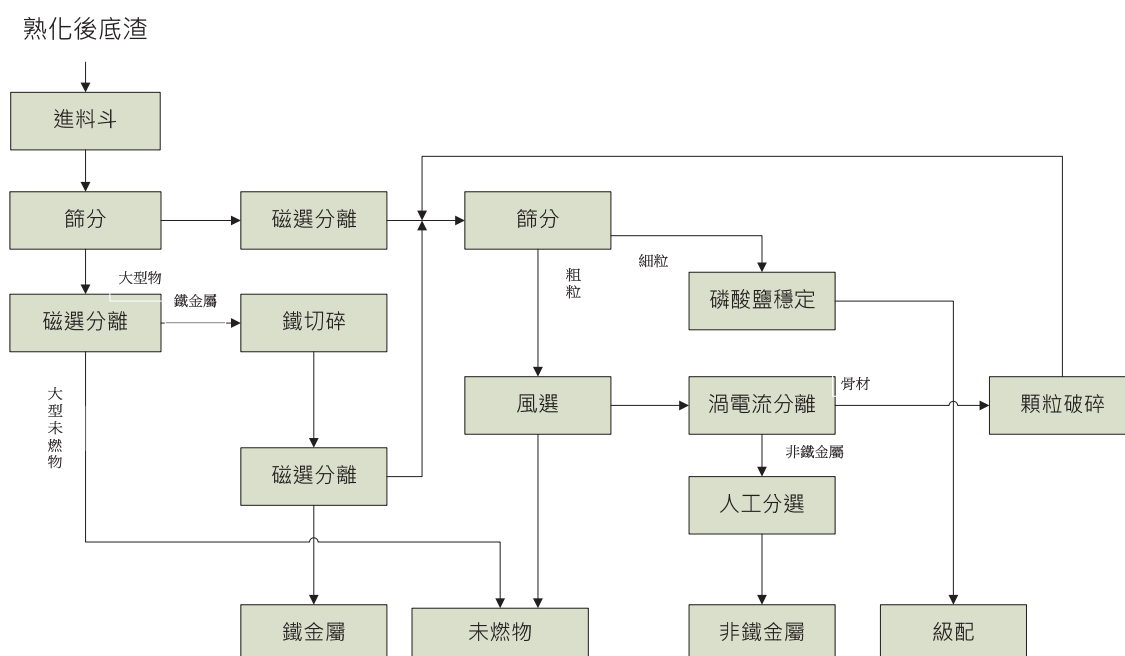 熟化後底渣
進料斗
篩分
磁選分離
篩分
大型物
細粒
粗粒
鐵金屬
磷酸鹽穩定
磁選分離
鐵切碎
大型未燃物
風選
渦電流分離
骨材
顆粒破碎
非鐵金屬
磁選分離
人工分選
鐵金屬
未燃物
非鐵金屬
級配